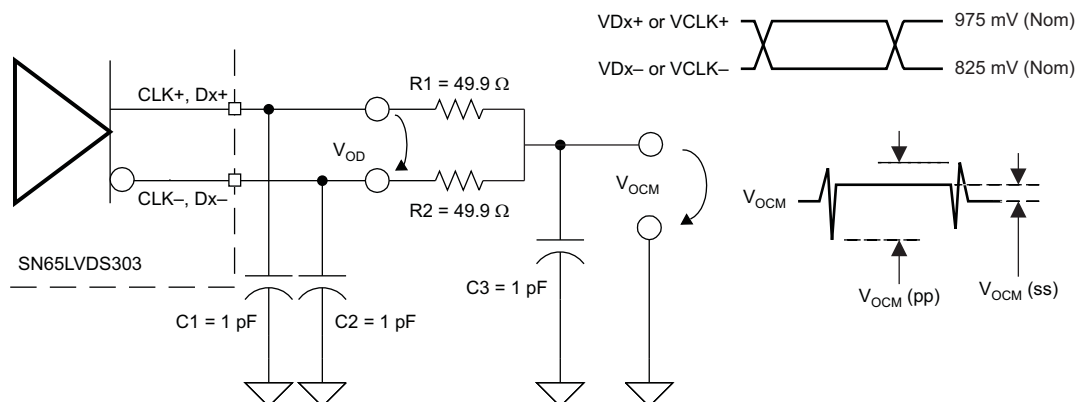 VDx+ or VCLK+
975 mV (Nom)
VDx– or VCLK–
825 mV (Nom)
R1 = 49.9 Ω
CLK+, Dx+
VOD
VOCM
CLK–, Dx–
R2 = 49.9 Ω
VOCM
SN65LVDS303
C3 = 1 pF
VOCM (pp)
VOCM (ss)
C1 = 1 pF
C2 = 1 pF